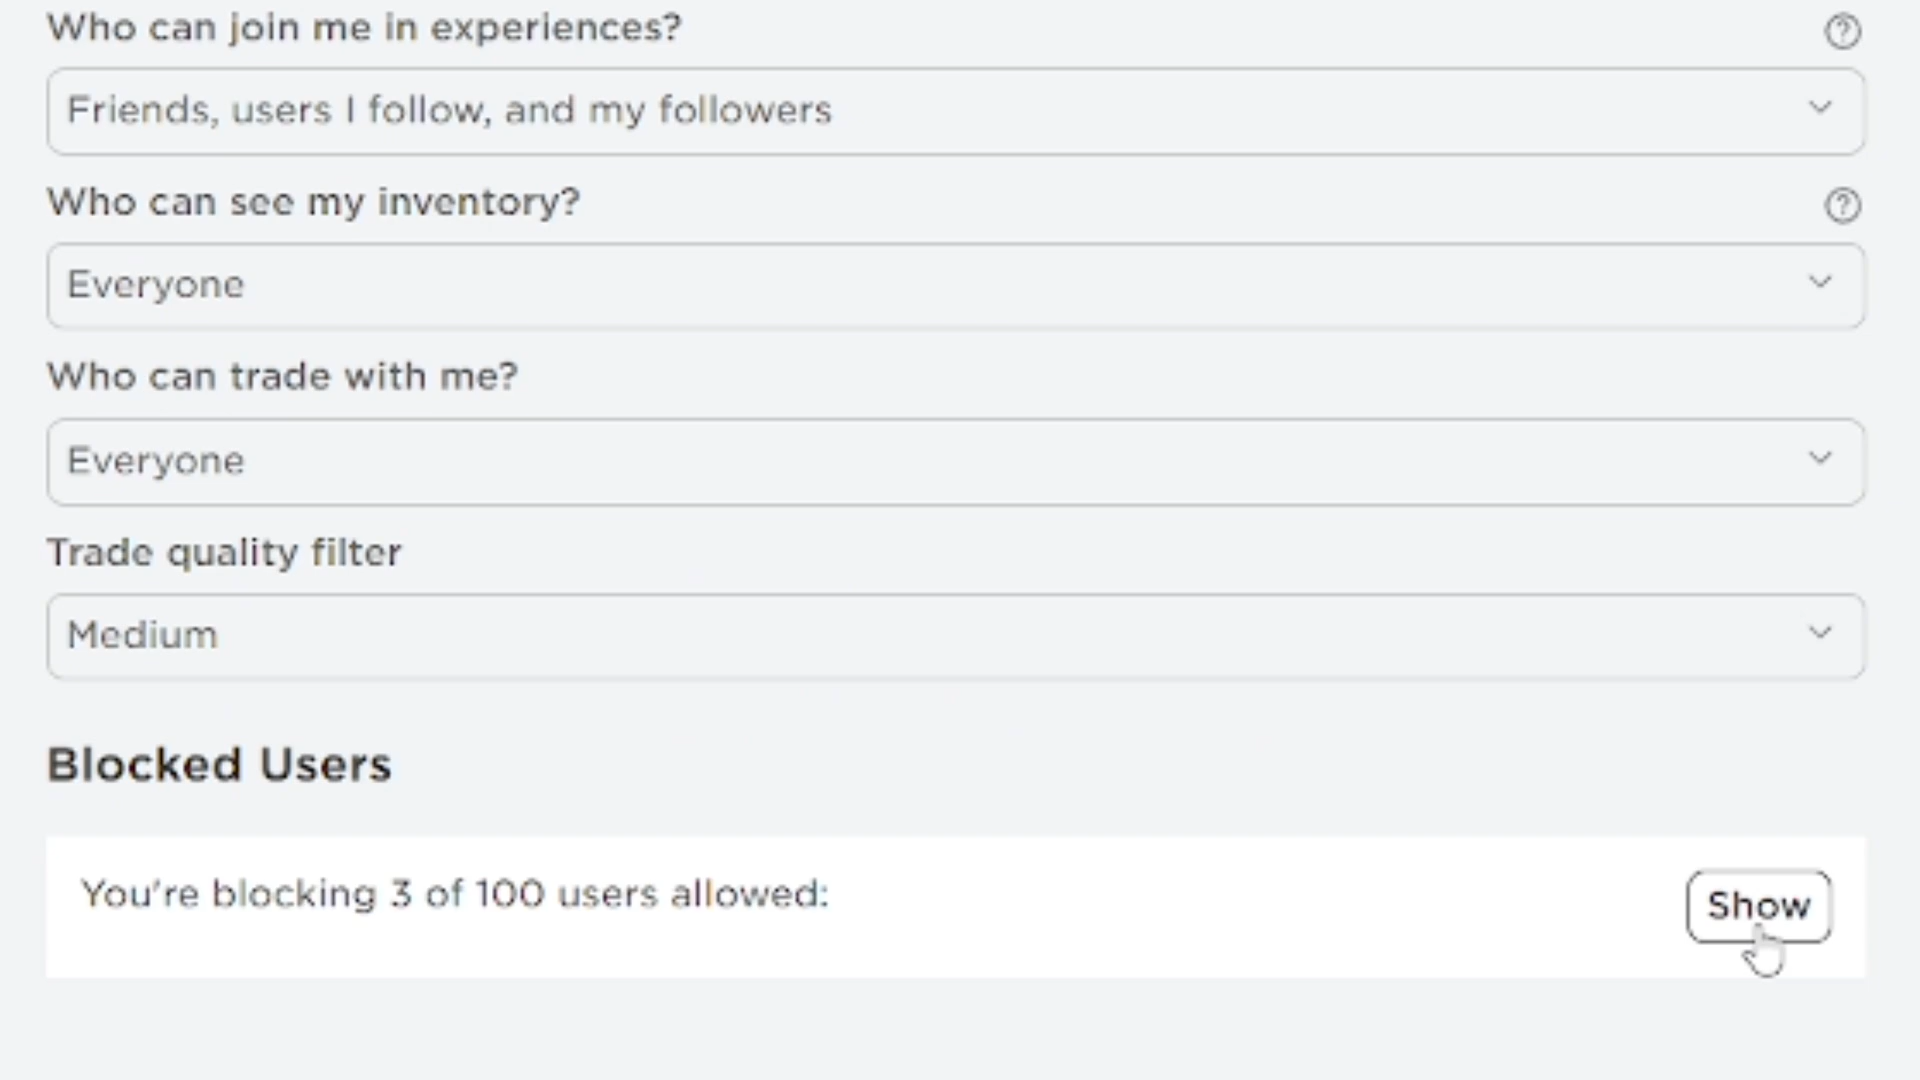 Who can join me in experiences?
Friends, users I follow, and my followers
Who can see my inventory?
Everyone
Who can trade with me?
Everyone
Trade quality filter
Medium
Blocked Users
You're blocking 3 of 100 users allowed:
Show